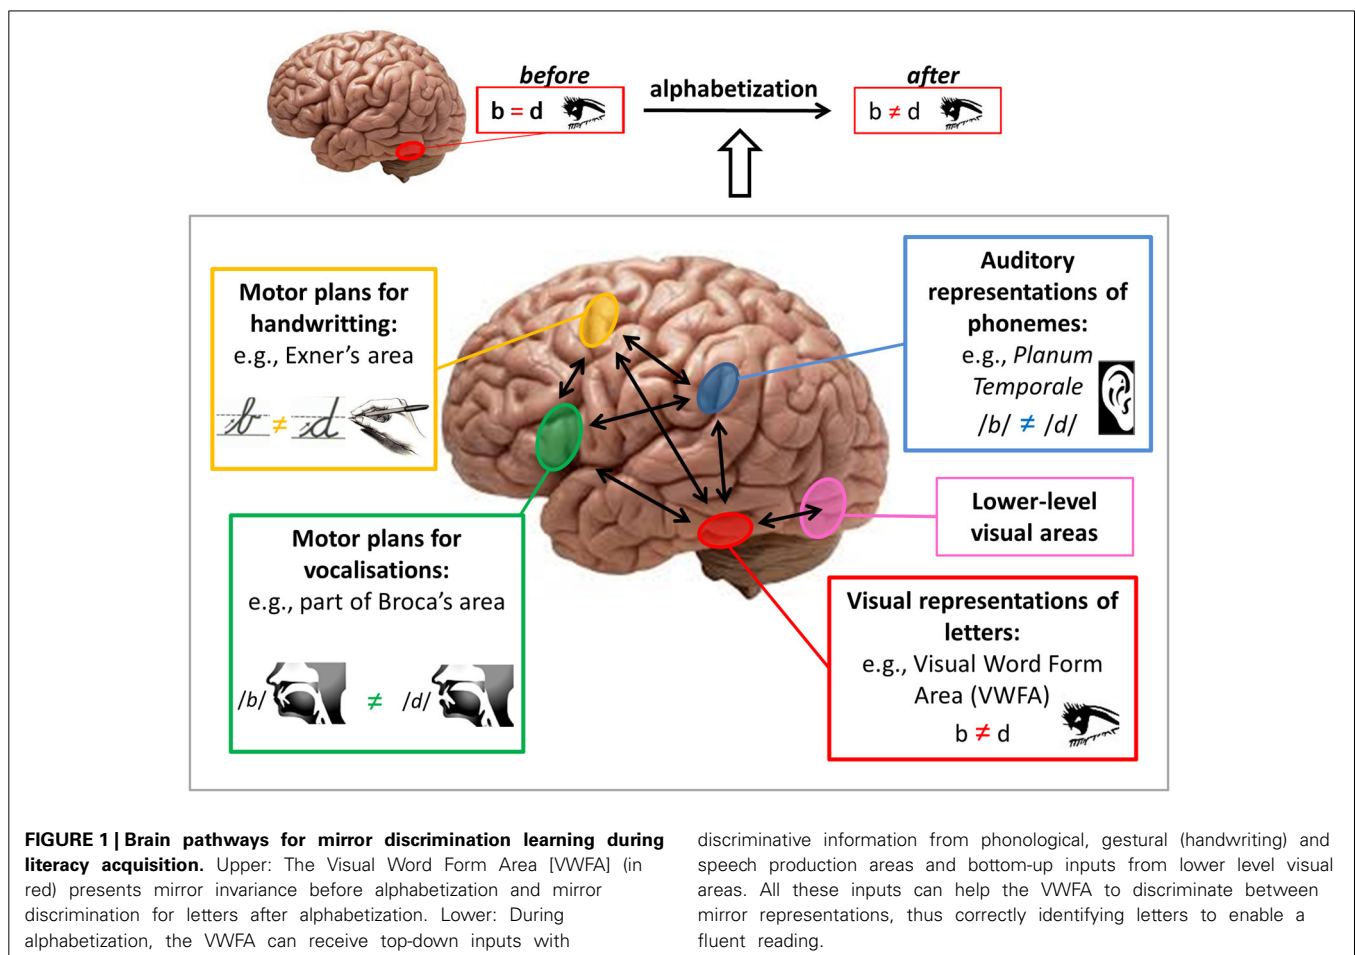 before
b = d
alphabetization
after
b ≠ d
Motor plans for
handwritting:
e.g., Exner's area
b ≠ d
Auditory
representations of
phonemes:
e.g., Planum
Temporale
/b/ ≠ /d/
Lower-level
visual areas
Motor plans for
vocalisations:
e.g., part of Broca's area
/b/ ≠ /d/
Visual representations of
letters:
e.g., Visual Word Form
Area (VWFA)
b ≠ d
FIGURE 1 | Brain pathways for mirror discrimination learning during
literacy acquisition. Upper: The Visual Word Form Area [VWFA] (in
red) presents mirror invariance before alphabetization and mirror
discrimination for letters after alphabetization. Lower: During
alphabetization, the VWFA can receive top-down inputs with
discriminative information from phonological, gestural (handwriting) and
speech production areas and bottom-up inputs from lower level visual
areas. All these inputs can help the VWFA to discriminate between
mirror representations, thus correctly identifying letters to enable a
fluent reading.